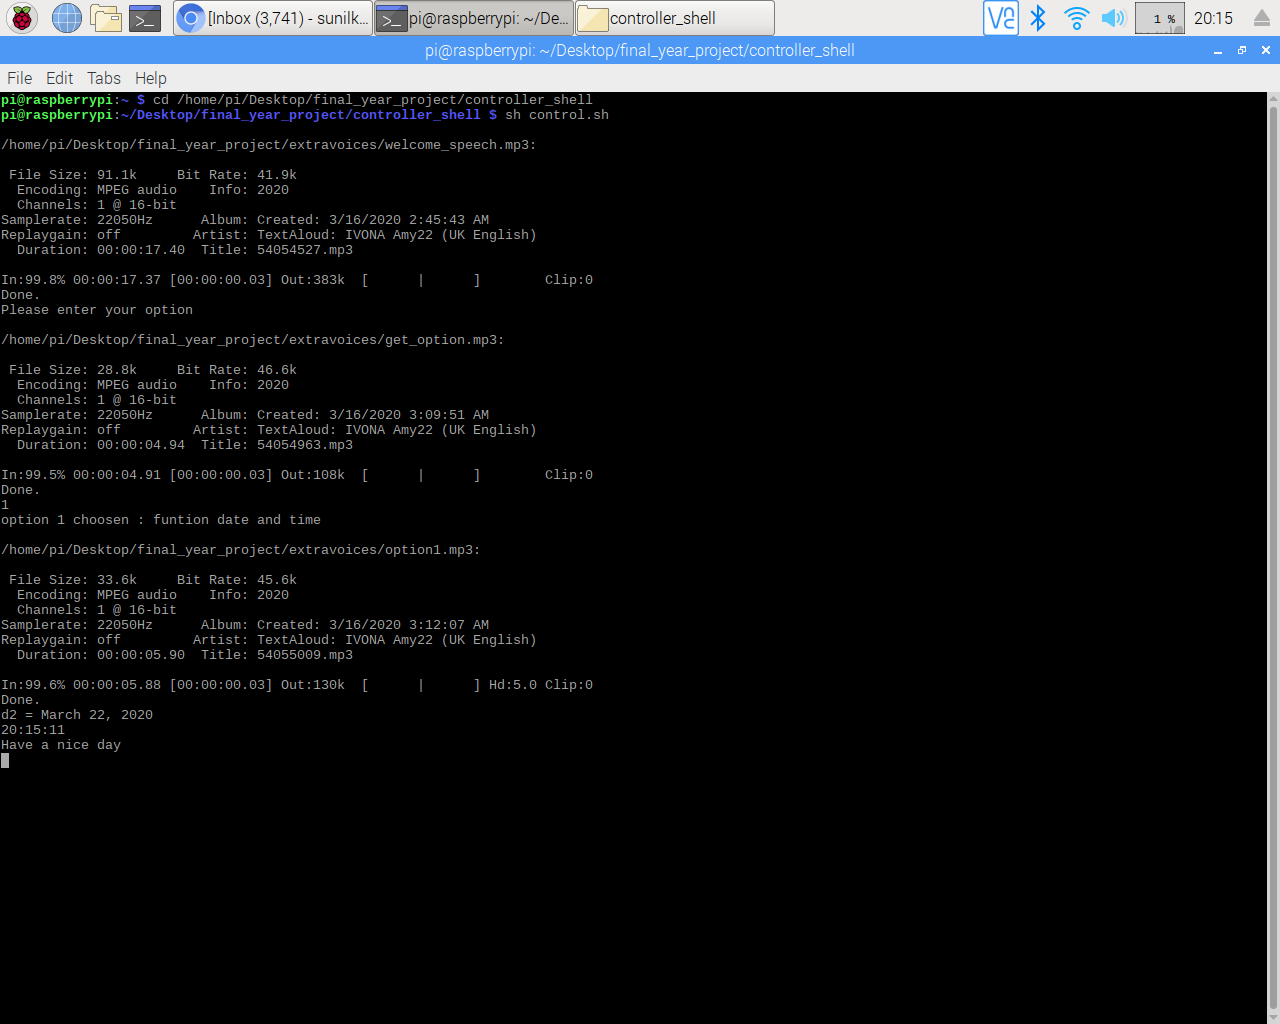 [Inbox (3,741) - sunilk... pi@raspberrypi: ~/De... controller_shell 1 % 20:15
pi@raspberrypi: ~/Desktop/final_year_project/controller_shell
File Edit Tabs Help
pi@raspberrypi:~ $ cd /home/pi/Desktop/final_year_project/controller_shell
pi@raspberrypi:~/Desktop/final_year_project/controller_shell $ sh control.sh
/home/pi/Desktop/final_year_project/extravoices/welcome_speech.mp3:
File Size: 91.1k     Bit Rate: 41.9k
Encoding: MPEG audio    Info: 2020
Channels: 1 @ 16-bit
Samplerate: 22050Hz      Album: Created: 3/16/2020 2:45:43 AM
Replaygain: off         Artist: TextAloud: IVONA Amy22 (UK English)
Duration: 00:00:17.40  Title: 54054527.mp3
In:99.8% 00:00:17.37 [00:00:00.03] Out:383k  [      |      ]        Clip:0
Done.
Please enter your option
/home/pi/Desktop/final_year_project/extravoices/get_option.mp3:
File Size: 28.8k     Bit Rate: 46.6k
Encoding: MPEG audio    Info: 2020
Channels: 1 @ 16-bit
Samplerate: 22050Hz      Album: Created: 3/16/2020 3:09:51 AM
Replaygain: off         Artist: TextAloud: IVONA Amy22 (UK English)
Duration: 00:00:04.94  Title: 54054963.mp3
In:99.5% 00:00:04.91 [00:00:00.03] Out:108k  [      |      ]        Clip:0
Done.
1
option 1 choosen : funtion date and time
/home/pi/Desktop/final_year_project/extravoices/option1.mp3:
File Size: 33.6k     Bit Rate: 45.6k
Encoding: MPEG audio    Info: 2020
Channels: 1 @ 16-bit
Samplerate: 22050Hz      Album: Created: 3/16/2020 3:12:07 AM
Replaygain: off         Artist: TextAloud: IVONA Amy22 (UK English)
Duration: 00:00:05.90  Title: 54055009.mp3
In:99.6% 00:00:05.88 [00:00:00.03] Out:130k  [      |      ] Hd:5.0 Clip:0
Done.
d2 = March 22, 2020
20:15:11
Have a nice day